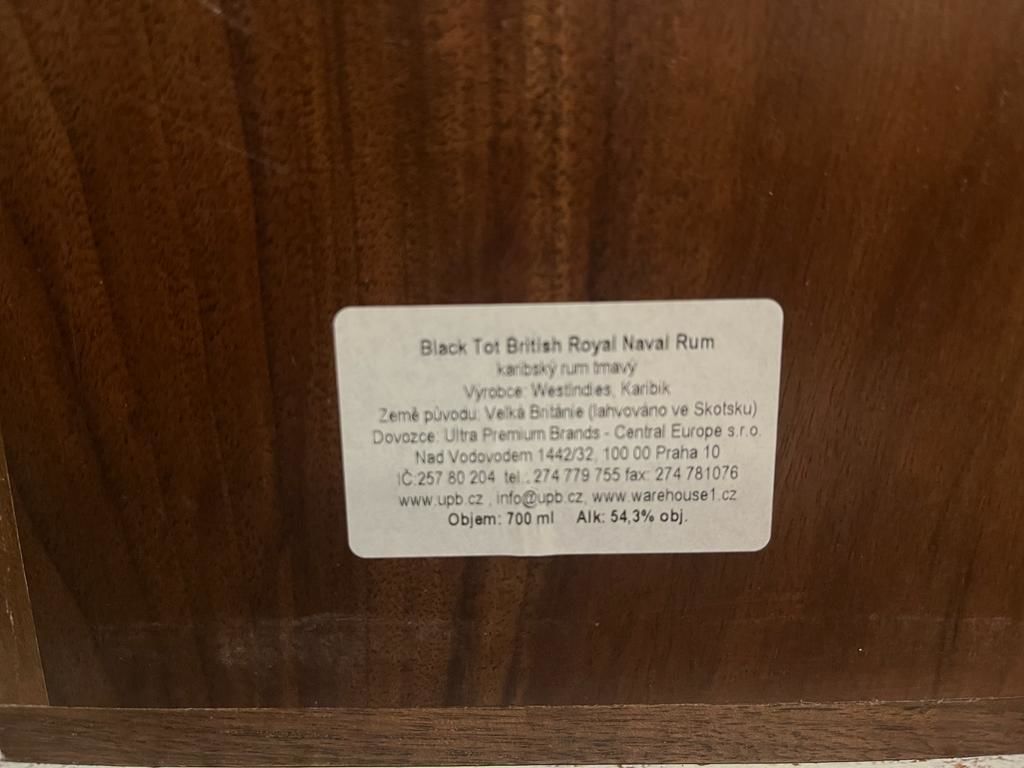 Black Tot British Royal Naval Rum
karibský rum tmavý
Výrobce: Westindies, Karibik
Země původu: Velká Británie (lahvováno ve Skotsku)
Dovozce: Ultra Premium Brands - Central Europe s.r.o.
Nad Vodovodem 1442/32, 100 00 Praha 10
IČ:257 80 204 tel.: 274 779 755 fax: 274 781076
www.upb.cz , info@upb.cz, www.warehouse1.cz
Objem: 700 ml Alk: 54,3% obj.